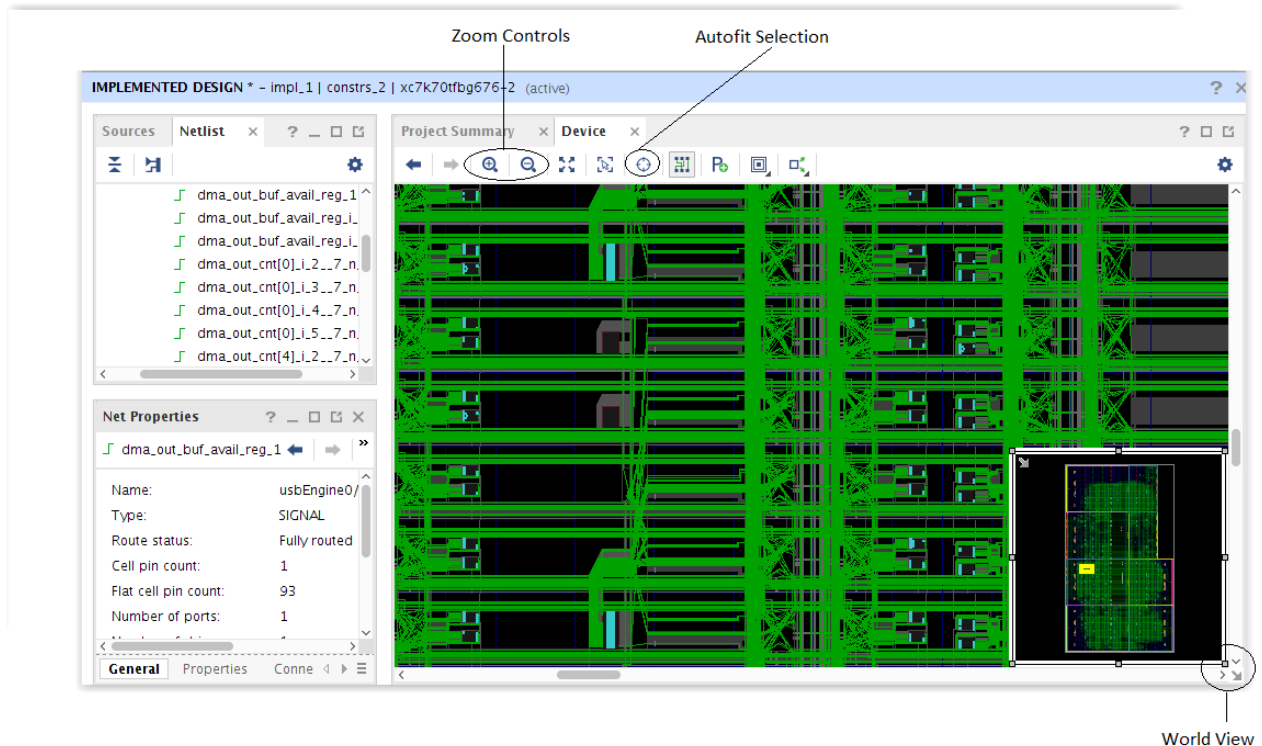 Zoom Controls
Autofit Selection
IMPLEMENTED DESIGN * - impl_1 | constrs_2 | xc7k70tfbg676-2 (active)
Sources Netlist
Project Summary Device
dma_out_buf_avail_reg_1
dma_out_buf_avail_reg_i_
dma_out_buf_avail_reg_i_
dma_out_cnt[0]_i_2__7_n_
dma_out_cnt[0]_i_3__7_n_
dma_out_cnt[0]_i_4__7_n_
dma_out_cnt[0]_i_5__7_n_
dma_out_cnt[4]_i_2__7_n_
Net Properties
dma_out_buf_avail_reg_1
Name: usbEngine0/
Type: SIGNAL
Route status: Fully routed
Cell pin count: 1
Flat cell pin count: 93
Number of ports: 1
General Properties Conne
World View